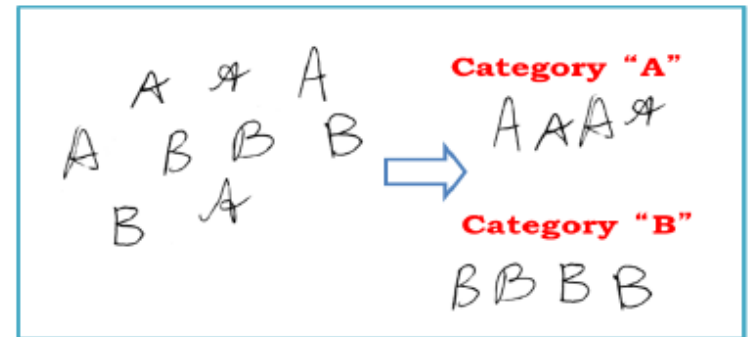 A A A
A B B B
B A
Category “A”
A A A A
Category “B”
B B B B